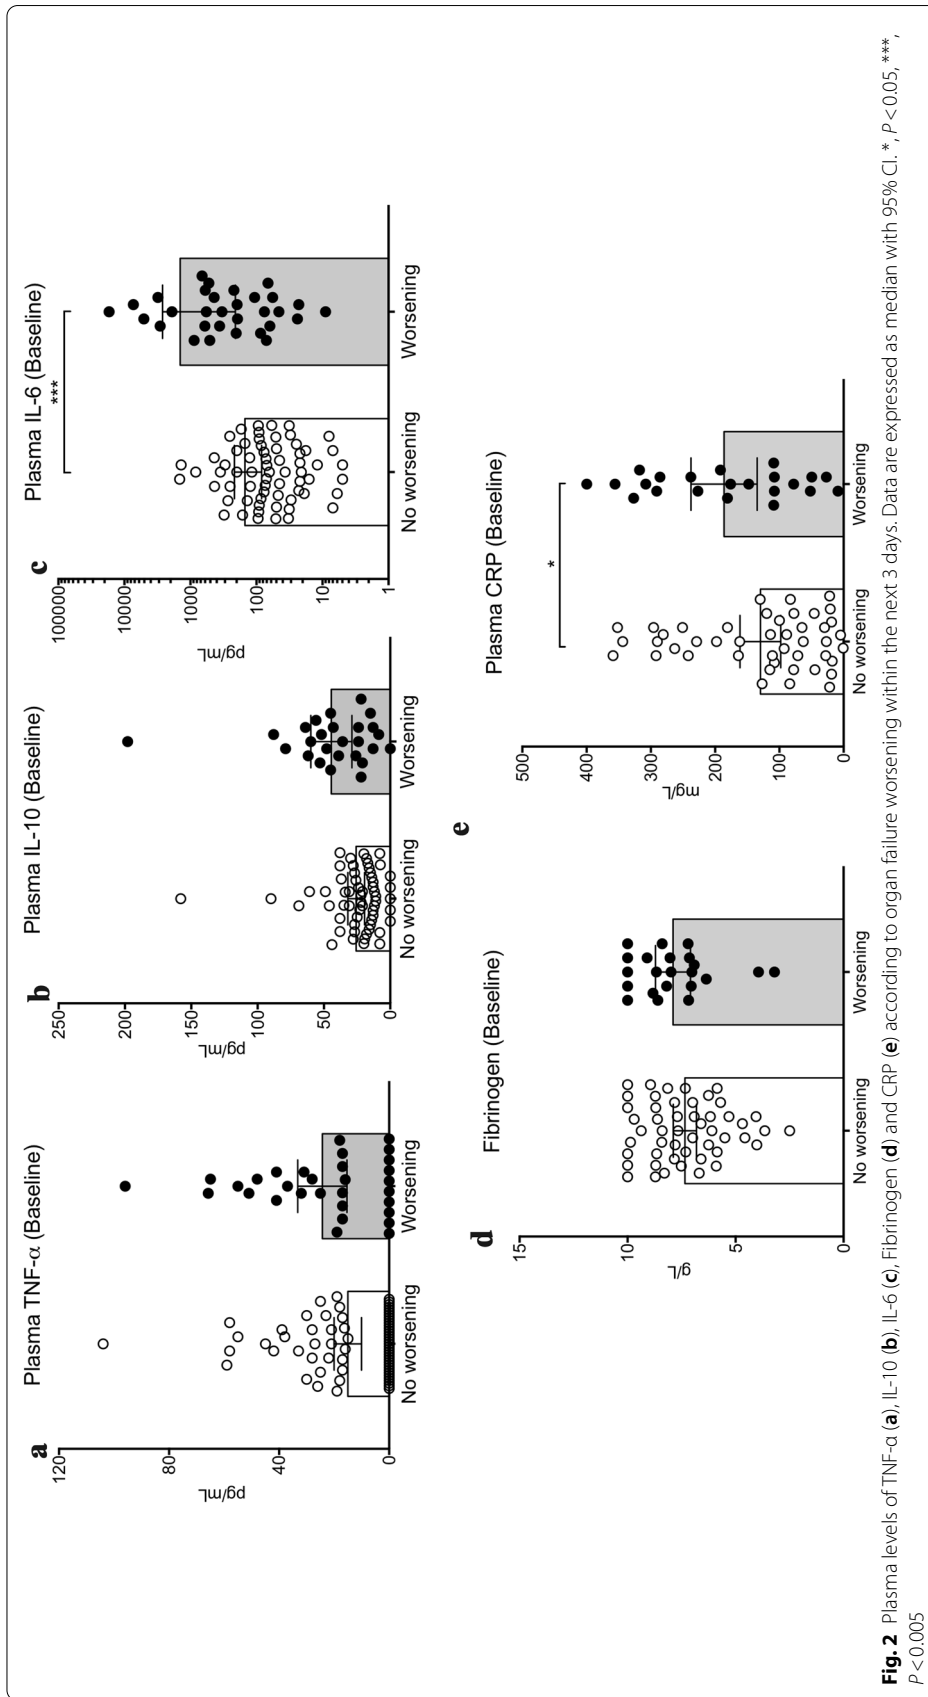 a
Plasma TNF-α (Baseline)
pg/mL
120
80
40
0
No worsening
Worsening
b
Plasma IL-10 (Baseline)
pg/mL
250
200
150
100
50
0
No worsening
Worsening
c
Plasma IL-6 (Baseline)
***
pg/mL
100000
10000
1000
100
10
1
No worsening
Worsening
d
Fibrinogen (Baseline)
g/L
15
10
5
0
No worsening
Worsening
e
Plasma CRP (Baseline)
*
mg/L
500
400
300
200
100
0
No worsening
Worsening
Fig. 2 Plasma levels of TNF-α (a), IL-10 (b), IL-6 (c), Fibrinogen (d) and CRP (e) according to organ failure worsening within the next 3 days. Data are expressed as median with 95% CI. *, P < 0.05, ***,
P < 0.005